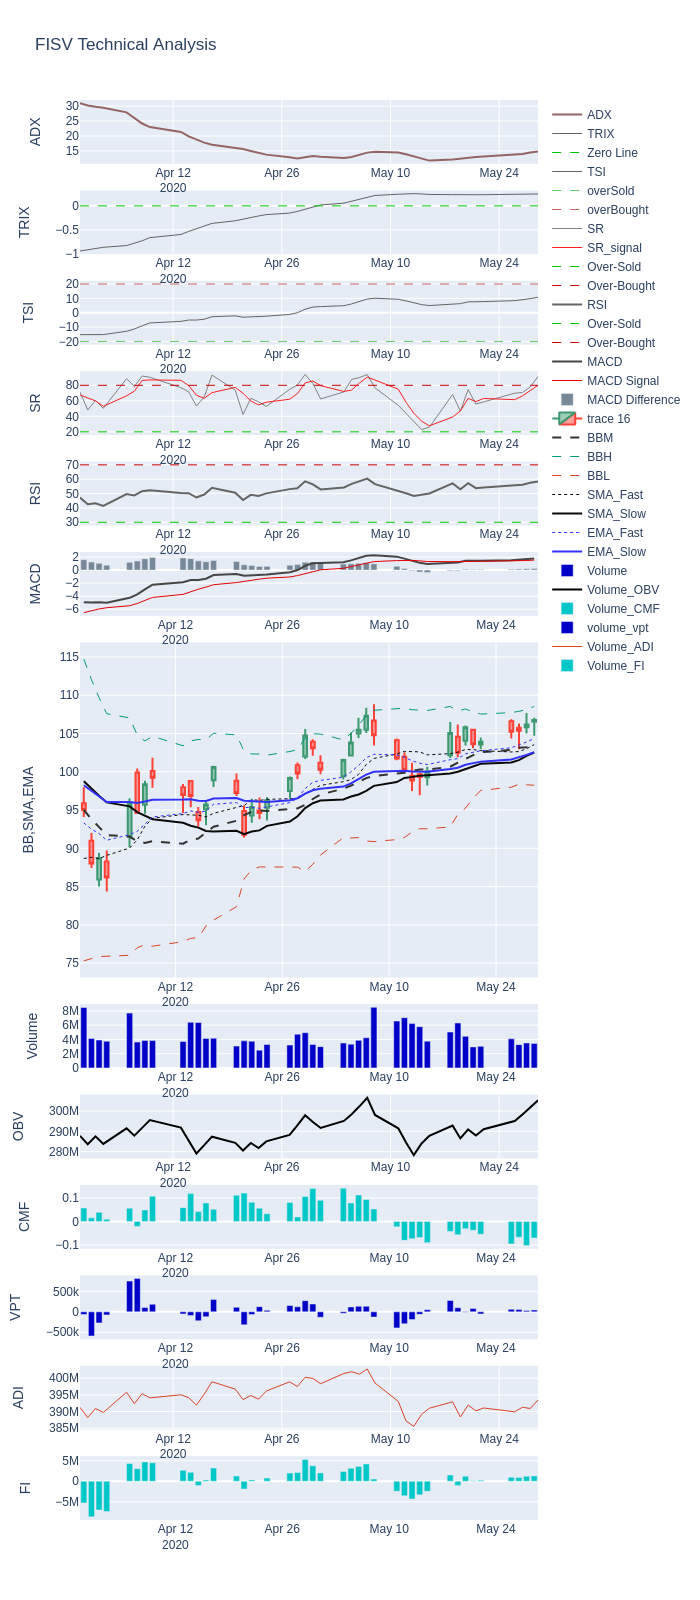 FISV Technical Analysis
ADX
30
25
20
15
Apr 12
2020
Apr 26
May 10
May 24
TRIX
0
−0.5
−1
Apr 12
2020
Apr 26
May 10
May 24
TSI
20
10
0
−10
−20
Apr 12
2020
Apr 26
May 10
May 24
SR
80
60
40
20
Apr 12
2020
Apr 26
May 10
May 24
RSI
70
60
50
40
30
Apr 12
2020
Apr 26
May 10
May 24
MACD
2
0
−2
−4
−6
Apr 12
2020
Apr 26
May 10
May 24
BB,SMA,EMA
115
110
105
100
95
90
85
80
75
Apr 12
2020
Apr 26
May 10
May 24
Volume
8M
6M
4M
2M
0
Apr 12
2020
Apr 26
May 10
May 24
OBV
300M
290M
280M
Apr 12
2020
Apr 26
May 10
May 24
CMF
0.1
0
−0.1
Apr 12
2020
Apr 26
May 10
May 24
VPT
500k
0
−500k
Apr 12
2020
Apr 26
May 10
May 24
ADI
400M
395M
390M
385M
Apr 12
2020
Apr 26
May 10
May 24
FI
5M
0
−5M
Apr 12
2020
Apr 26
May 10
May 24
ADX
TRIX
Zero Line
TSI
overSold
overBought
SR
SR_signal
Over-Sold
Over-Bought
RSI
Over-Sold
Over-Bought
MACD
MACD Signal
MACD Difference
trace 16
BBM
BBH
BBL
SMA_Fast
SMA_Slow
EMA_Fast
EMA_Slow
Volume
Volume_OBV
Volume_CMF
volume_vpt
Volume_ADI
Volume_FI